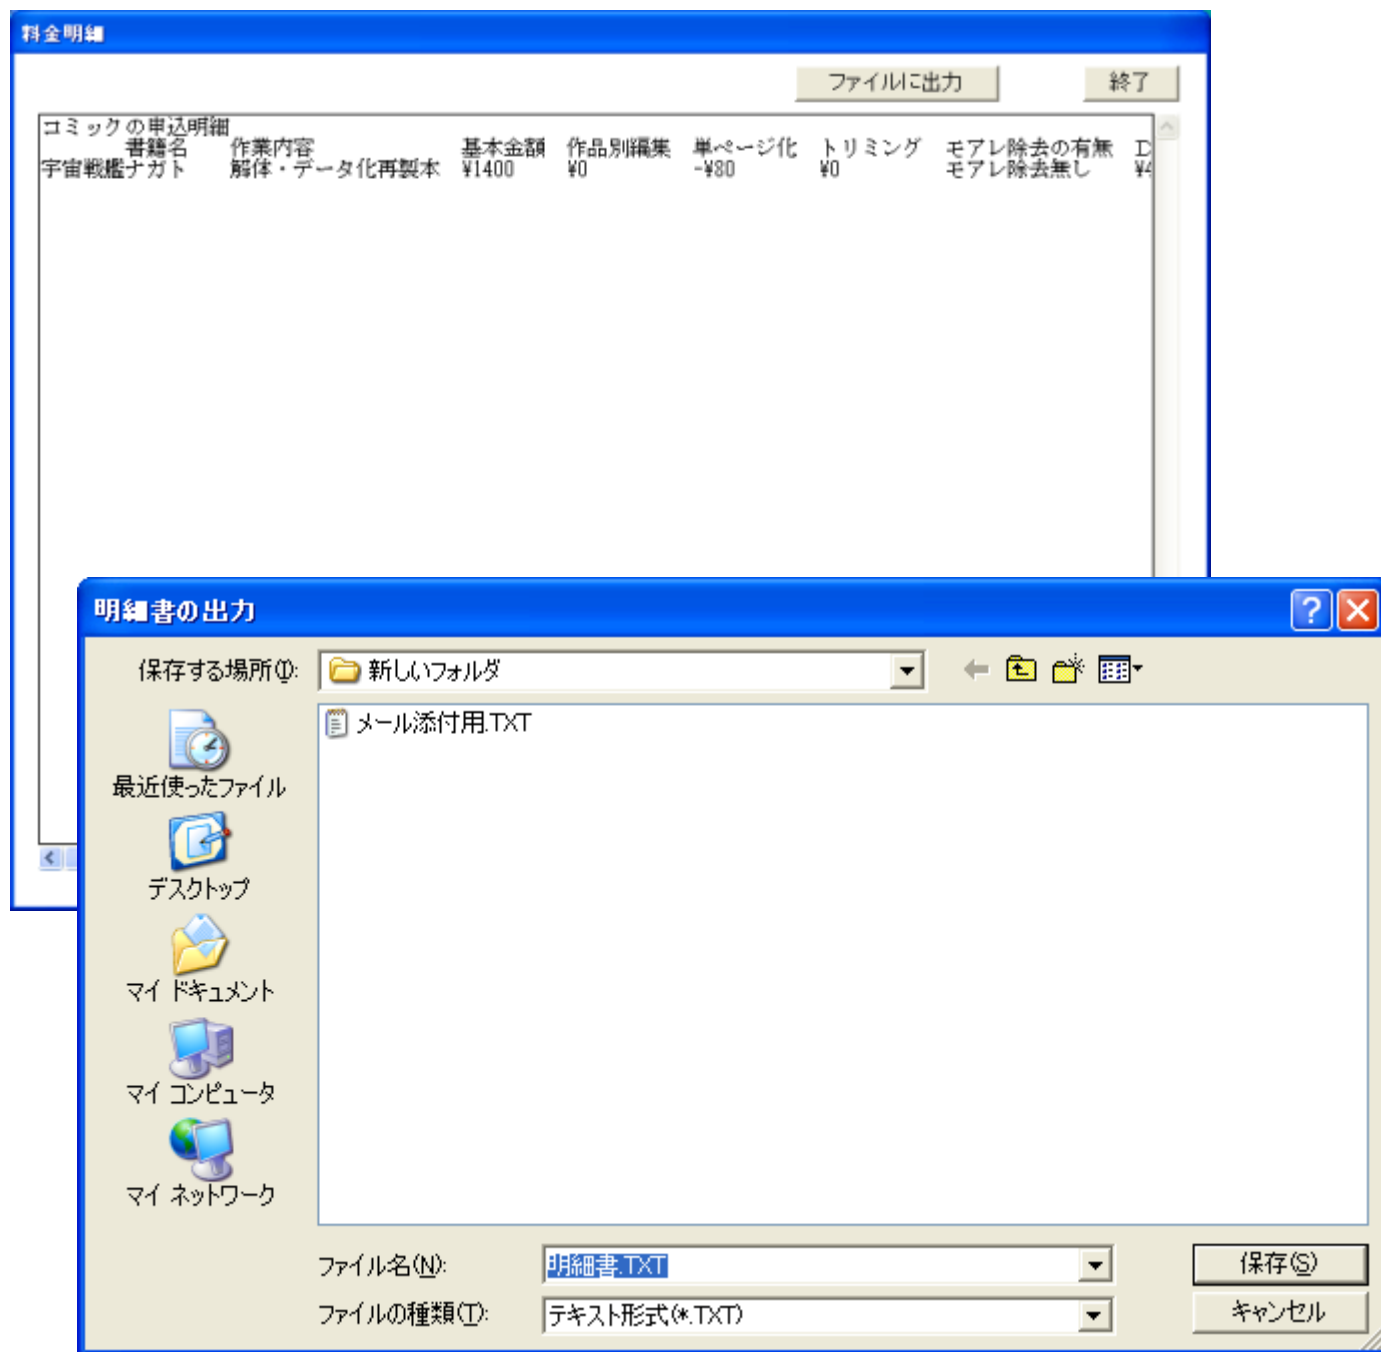 料金明細
ファイルに出力 終了
コミックの申込明細
書籍名 作業内容 基本金額 作品別編集 単ページ化 トリミング モアレ除去の有無 D
宇宙戦艦ナガト 解体・データ化再製本 ¥1400 ¥0 -¥80 ¥0 モアレ除去無し ¥4
明細書の出力
保存する場所(I): 新しいフォルダ
メール添付用.TXT
最近使ったファイル
デスクトップ
マイ ドキュメント
マイ コンピュータ
マイ ネットワーク
ファイル名(N): 明細書.TXT 保存(S)
ファイルの種類(T): テキスト形式(*.TXT) キャンセル